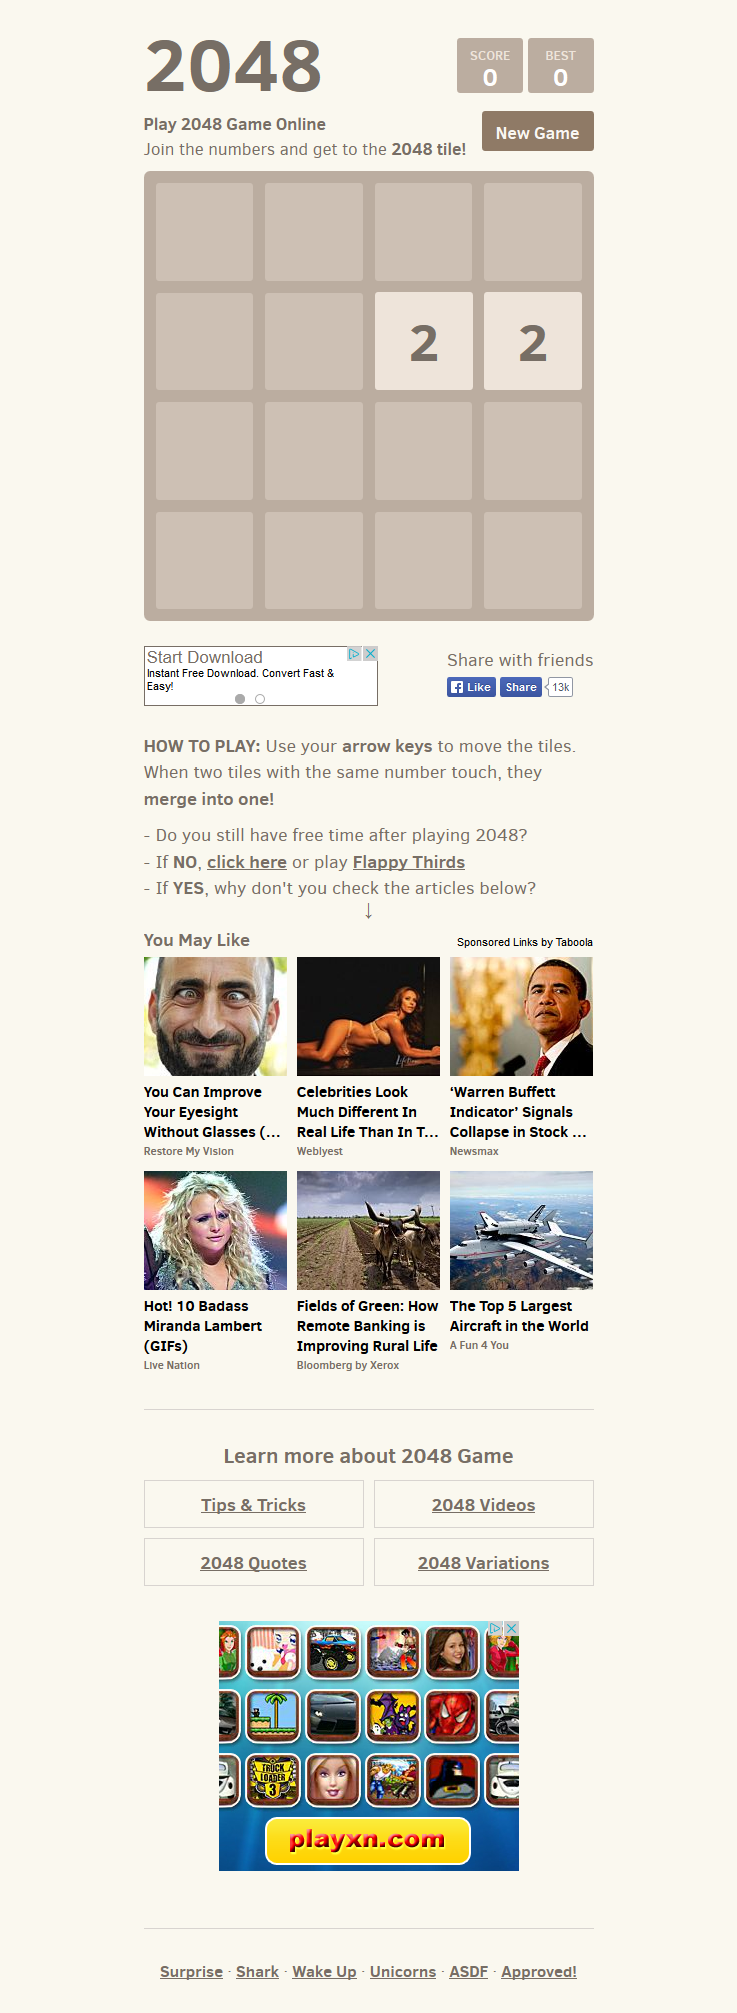 2048
SCORE
0
BEST
0
Play 2048 Game Online
Join the numbers and get to the 2048 tile!
New Game
2
2
Start Download
Instant Free Download. Convert Fast &
Easy!
Share with friends
Like
Share
13k
HOW TO PLAY: Use your arrow keys to move the tiles.
When two tiles with the same number touch, they
merge into one!
- Do you still have free time after playing 2048?
- If NO, click here or play Flappy Thirds
- If YES, why don't you check the articles below?
↓
You May Like
Sponsored Links by Taboola
You Can Improve
Your Eyesight
Without Glasses (...
Restore My Vision
Celebrities Look
Much Different In
Real Life Than In T...
Weblyest
‘Warren Buffett
Indicator’ Signals
Collapse in Stock ...
Newsmax
Hot! 10 Badass
Miranda Lambert
(GIFs)
Live Nation
Fields of Green: How
Remote Banking is
Improving Rural Life
Bloomberg by Xerox
The Top 5 Largest
Aircraft in the World
A Fun 4 You
Learn more about 2048 Game
Tips & Tricks
2048 Videos
2048 Quotes
2048 Variations
TRUCK
LOADER
3
playxn.com
Surprise · Shark · Wake Up · Unicorns · ASDF · Approved!